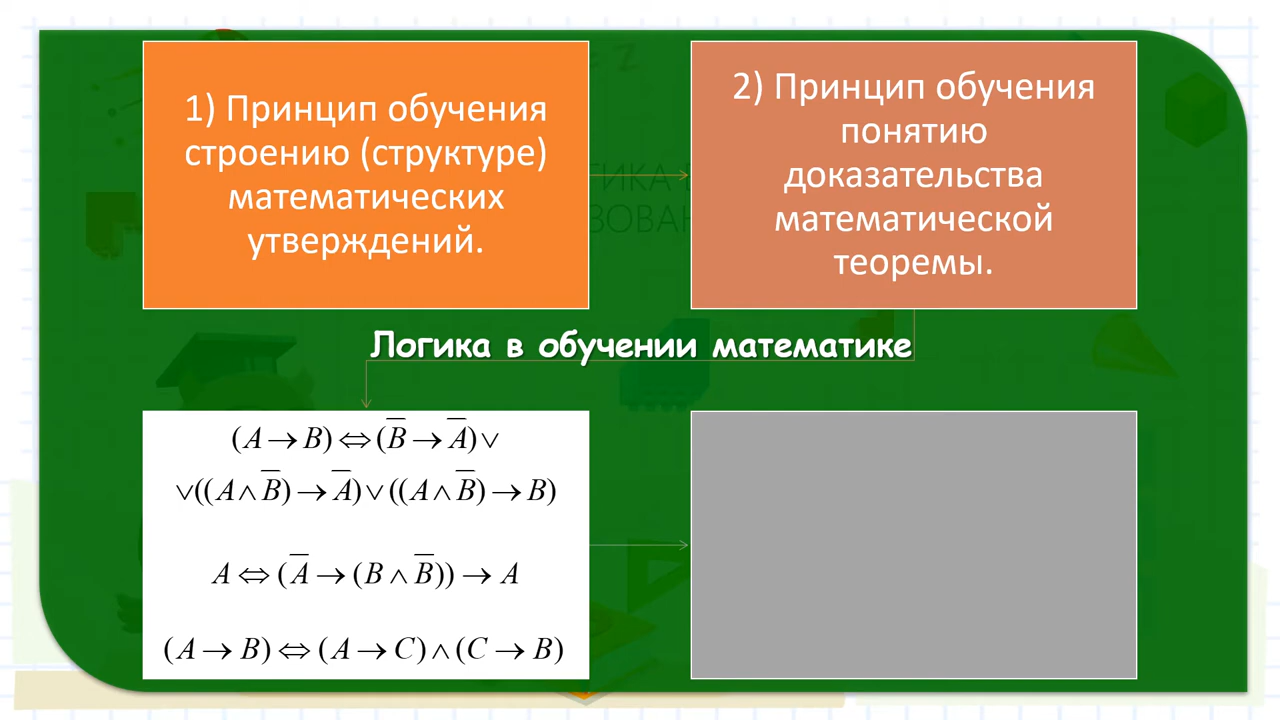 1) Принцип обучения
строению (структуре)
математических
утверждений.
2) Принцип обучения
понятию
доказательства
математической
теоремы.
Логика в обучении математике
(A → B) ⇔ (B̅ → A̅) ∨
∨((A ∧ B̅) → A̅) ∨ ((A ∧ B̅) → B)
A ⇔ (A̅ → (B ∧ B̅)) → A
(A → B) ⇔ (A → C) ∧ (C → B)